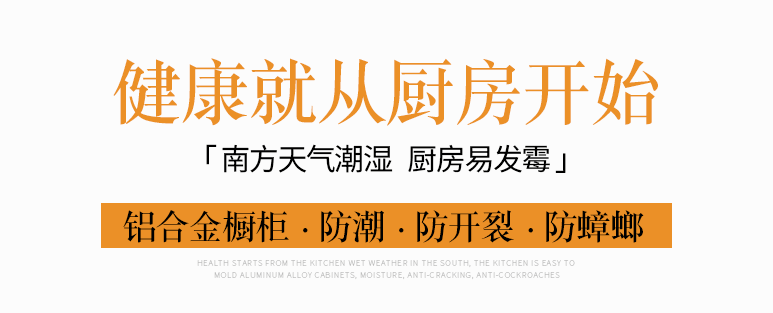 健康就从厨房开始
「南方天气潮湿 厨房易发霉」
铝合金橱柜·防潮·防开裂·防蟑螂
HEALTH STARTS FROM THE KITCHEN WET WEATHER IN THE SOUTH, THE KITCHEN IS EASY TO
MOLD ALUMINUM ALLOY CABINETS, MOISTURE, ANTI-CRACKING, ANTI-COCKROACHES